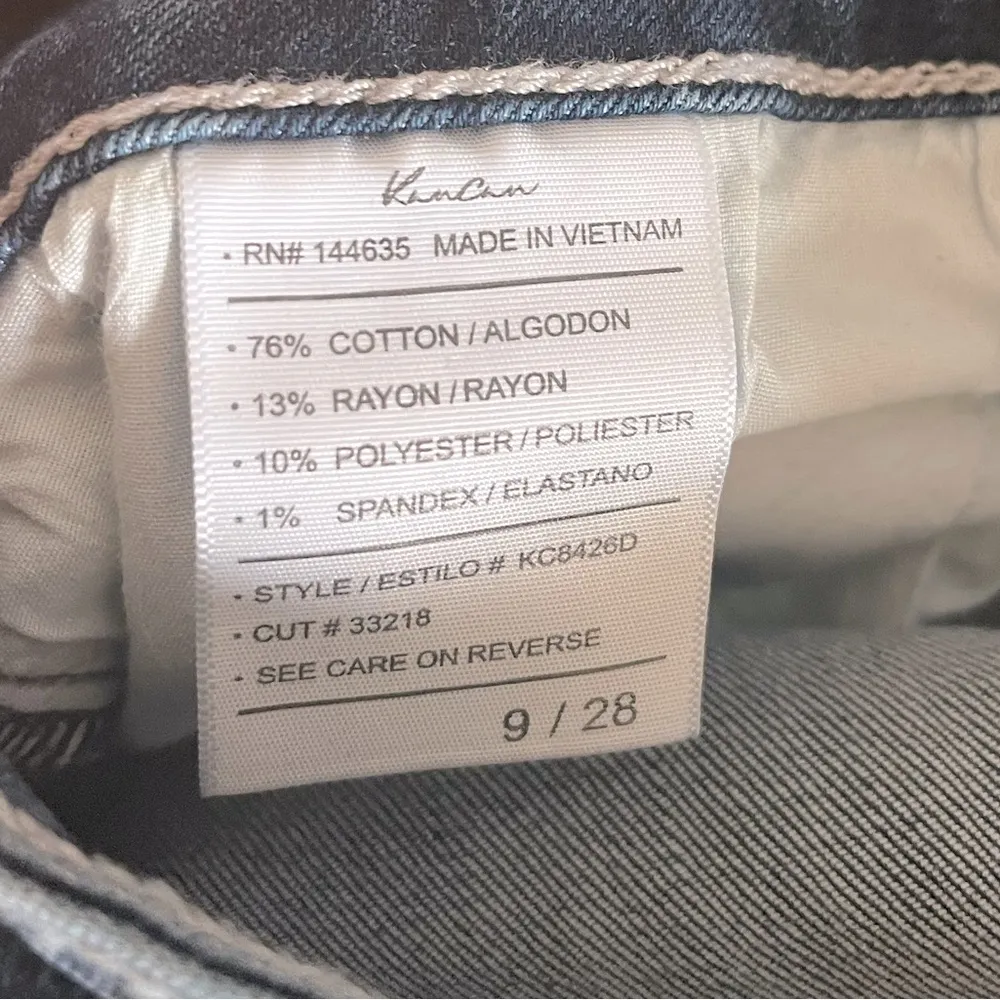 KanCan
• RN# 144635 MADE IN VIETNAM
• 76% COTTON / ALGODON
• 13% RAYON / RAYON
• 10% POLYESTER / POLIESTER
• 1% SPANDEX / ELASTANO
• STYLE / ESTILO # KC8426D
• CUT # 33218
• SEE CARE ON REVERSE
9 / 28